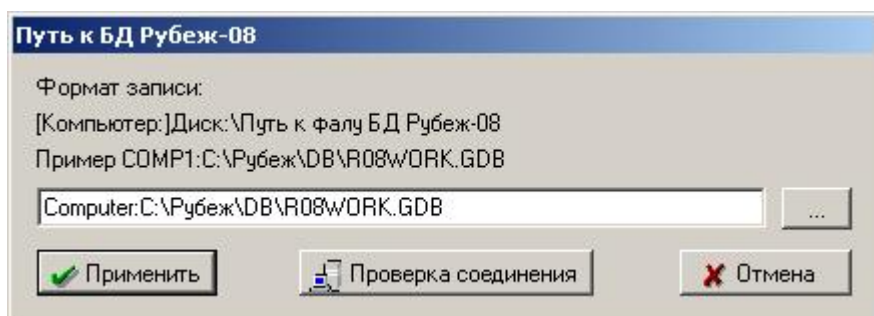 Путь к БД Рубеж-08
Формат записи:
[Компьютер:]Диск:\Путь к фалу БД Рубеж-08
Пример COMP1:C:\Рубеж\DB\R08WORK.GDB
Computer:C:\Рубеж\DB\R08WORK.GDB
...
Применить
Проверка соединения
Отмена